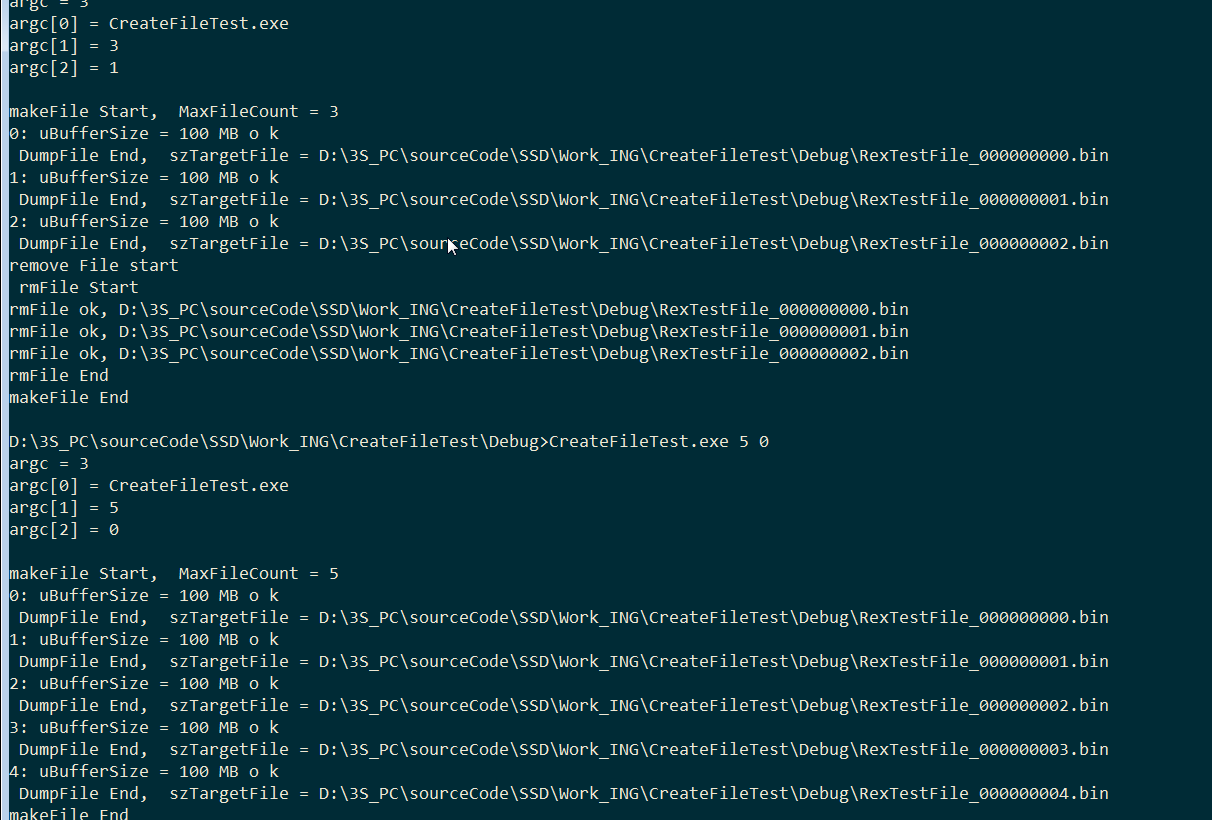 argc = 3
argc[0] = CreateFileTest.exe
argc[1] = 3
argc[2] = 1
makeFile Start,  MaxFileCount = 3
0: uBufferSize = 100 MB o k
 DumpFile End,  szTargetFile = D:\3S_PC\sourceCode\SSD\Work_ING\CreateFileTest\Debug\RexTestFile_000000000.bin
1: uBufferSize = 100 MB o k
 DumpFile End,  szTargetFile = D:\3S_PC\sourceCode\SSD\Work_ING\CreateFileTest\Debug\RexTestFile_000000001.bin
2: uBufferSize = 100 MB o k
 DumpFile End,  szTargetFile = D:\3S_PC\sourceCode\SSD\Work_ING\CreateFileTest\Debug\RexTestFile_000000002.bin
remove File start
 rmFile Start
rmFile ok, D:\3S_PC\sourceCode\SSD\Work_ING\CreateFileTest\Debug\RexTestFile_000000000.bin
rmFile ok, D:\3S_PC\sourceCode\SSD\Work_ING\CreateFileTest\Debug\RexTestFile_000000001.bin
rmFile ok, D:\3S_PC\sourceCode\SSD\Work_ING\CreateFileTest\Debug\RexTestFile_000000002.bin
rmFile End
makeFile End
D:\3S_PC\sourceCode\SSD\Work_ING\CreateFileTest\Debug>CreateFileTest.exe 5 0
argc = 3
argc[0] = CreateFileTest.exe
argc[1] = 5
argc[2] = 0
makeFile Start,  MaxFileCount = 5
0: uBufferSize = 100 MB o k
 DumpFile End,  szTargetFile = D:\3S_PC\sourceCode\SSD\Work_ING\CreateFileTest\Debug\RexTestFile_000000000.bin
1: uBufferSize = 100 MB o k
 DumpFile End,  szTargetFile = D:\3S_PC\sourceCode\SSD\Work_ING\CreateFileTest\Debug\RexTestFile_000000001.bin
2: uBufferSize = 100 MB o k
 DumpFile End,  szTargetFile = D:\3S_PC\sourceCode\SSD\Work_ING\CreateFileTest\Debug\RexTestFile_000000002.bin
3: uBufferSize = 100 MB o k
 DumpFile End,  szTargetFile = D:\3S_PC\sourceCode\SSD\Work_ING\CreateFileTest\Debug\RexTestFile_000000003.bin
4: uBufferSize = 100 MB o k
 DumpFile End,  szTargetFile = D:\3S_PC\sourceCode\SSD\Work_ING\CreateFileTest\Debug\RexTestFile_000000004.bin
makeFile End